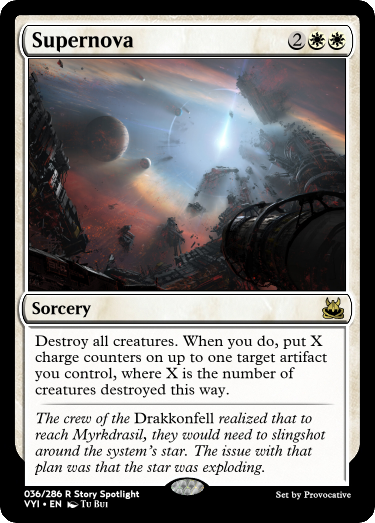 Supernova 2
Sorcery
Destroy all creatures. When you do, put X
charge counters on up to one target artifact
you control, where X is the number of
creatures destroyed this way.
The crew of the Drakkonfell realized that to
reach Myrkdrasil, they would need to slingshot
around the system's star. The issue with that
plan was that the star was exploding.
036/286 R Story Spotlight
VYI • EN Tu Bui
Set by Provocative